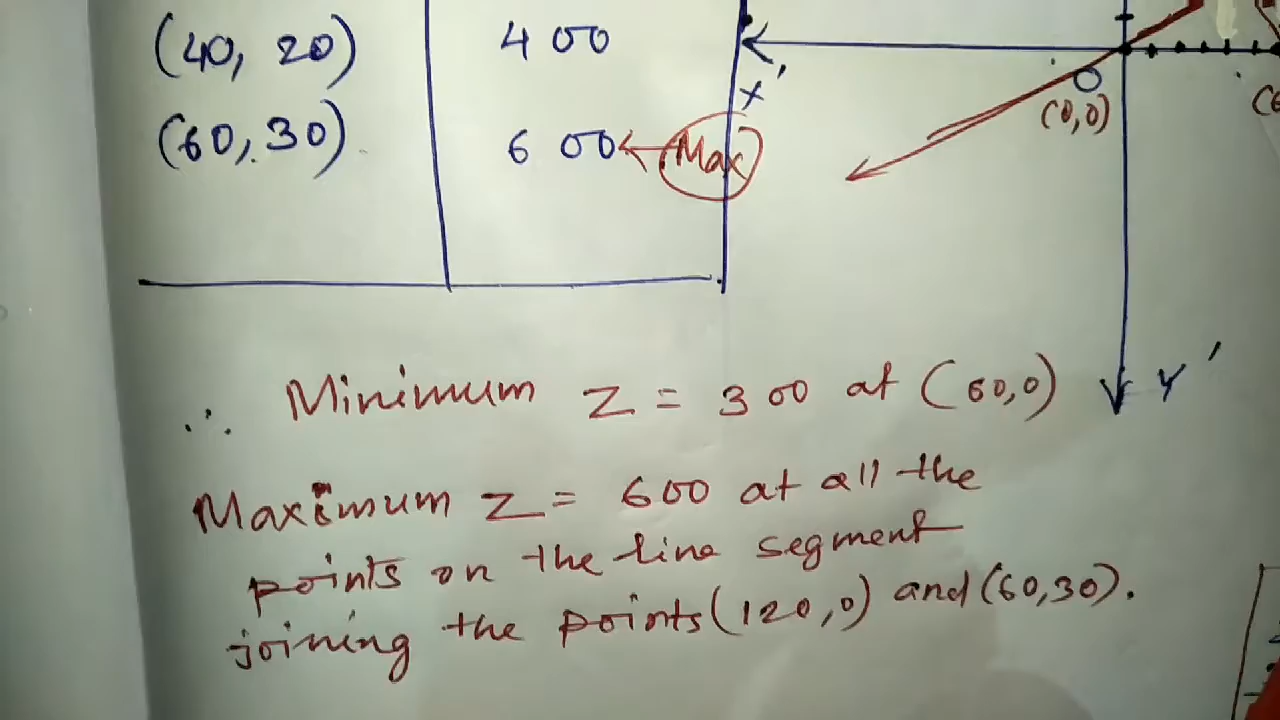 (40, 20) 400
X'
(60, 30) 600 ← Max
(0,0)
Y'
∴ Minimum Z = 300 at (60,0)
Maximum Z = 600 at all the
points on the line segment
joining the points (120,0) and (60,30).